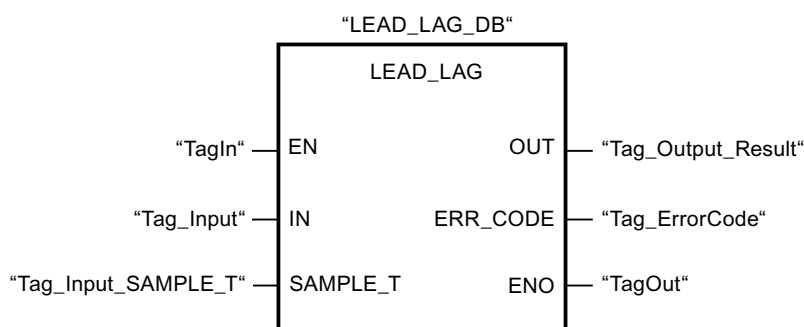 “LEAD_LAG_DB“
LEAD_LAG
“TagIn“ EN OUT “Tag_Output_Result“
“Tag_Input“ IN ERR_CODE “Tag_ErrorCode“
“Tag_Input_SAMPLE_T“ SAMPLE_T ENO “TagOut“